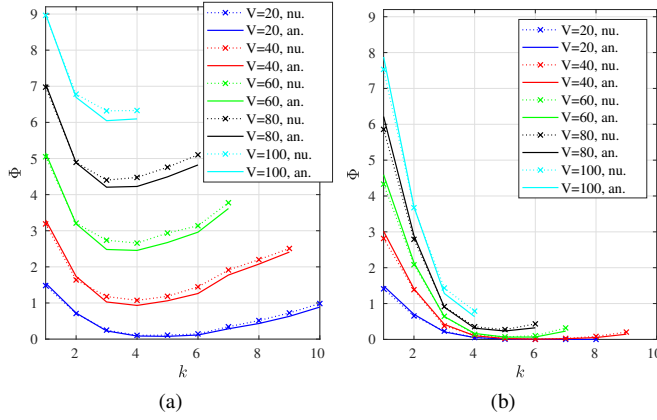 9
8
7
6
5
4
3
2
1
0
Φ
2
4
6
8
10
k
V=20, nu.
V=20, an.
V=40, nu.
V=40, an.
V=60, nu.
V=60, an.
V=80, nu.
V=80, an.
V=100, nu.
V=100, an.
(a)
9
8
7
6
5
4
3
2
1
0
Φ
2
4
6
8
10
k
V=20, nu.
V=20, an.
V=40, nu.
V=40, an.
V=60, nu.
V=60, an.
V=80, nu.
V=80, an.
V=100, nu.
V=100, an.
(b)